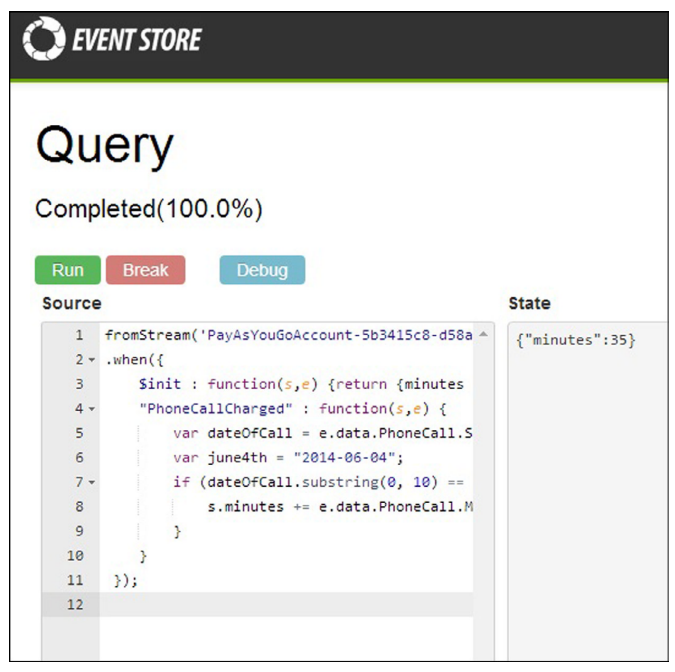 EVENT STORE
Query
Completed(100.0%)
Run Break Debug
Source State
1 fromStream('PayAsYouGoAccount-5b3415c8-d58a
{"minutes":35}
2 .when({
3 $init : function(s,e) {return {minutes
4 "PhoneCallCharged" : function(s,e) {
5 var dateOfCall = e.data.PhoneCall.S
6 var june4th = "2014-06-04";
7 if (dateOfCall.substring(0, 10) ==
8 s.minutes += e.data.PhoneCall.M
9 }
10 }
11 });
12